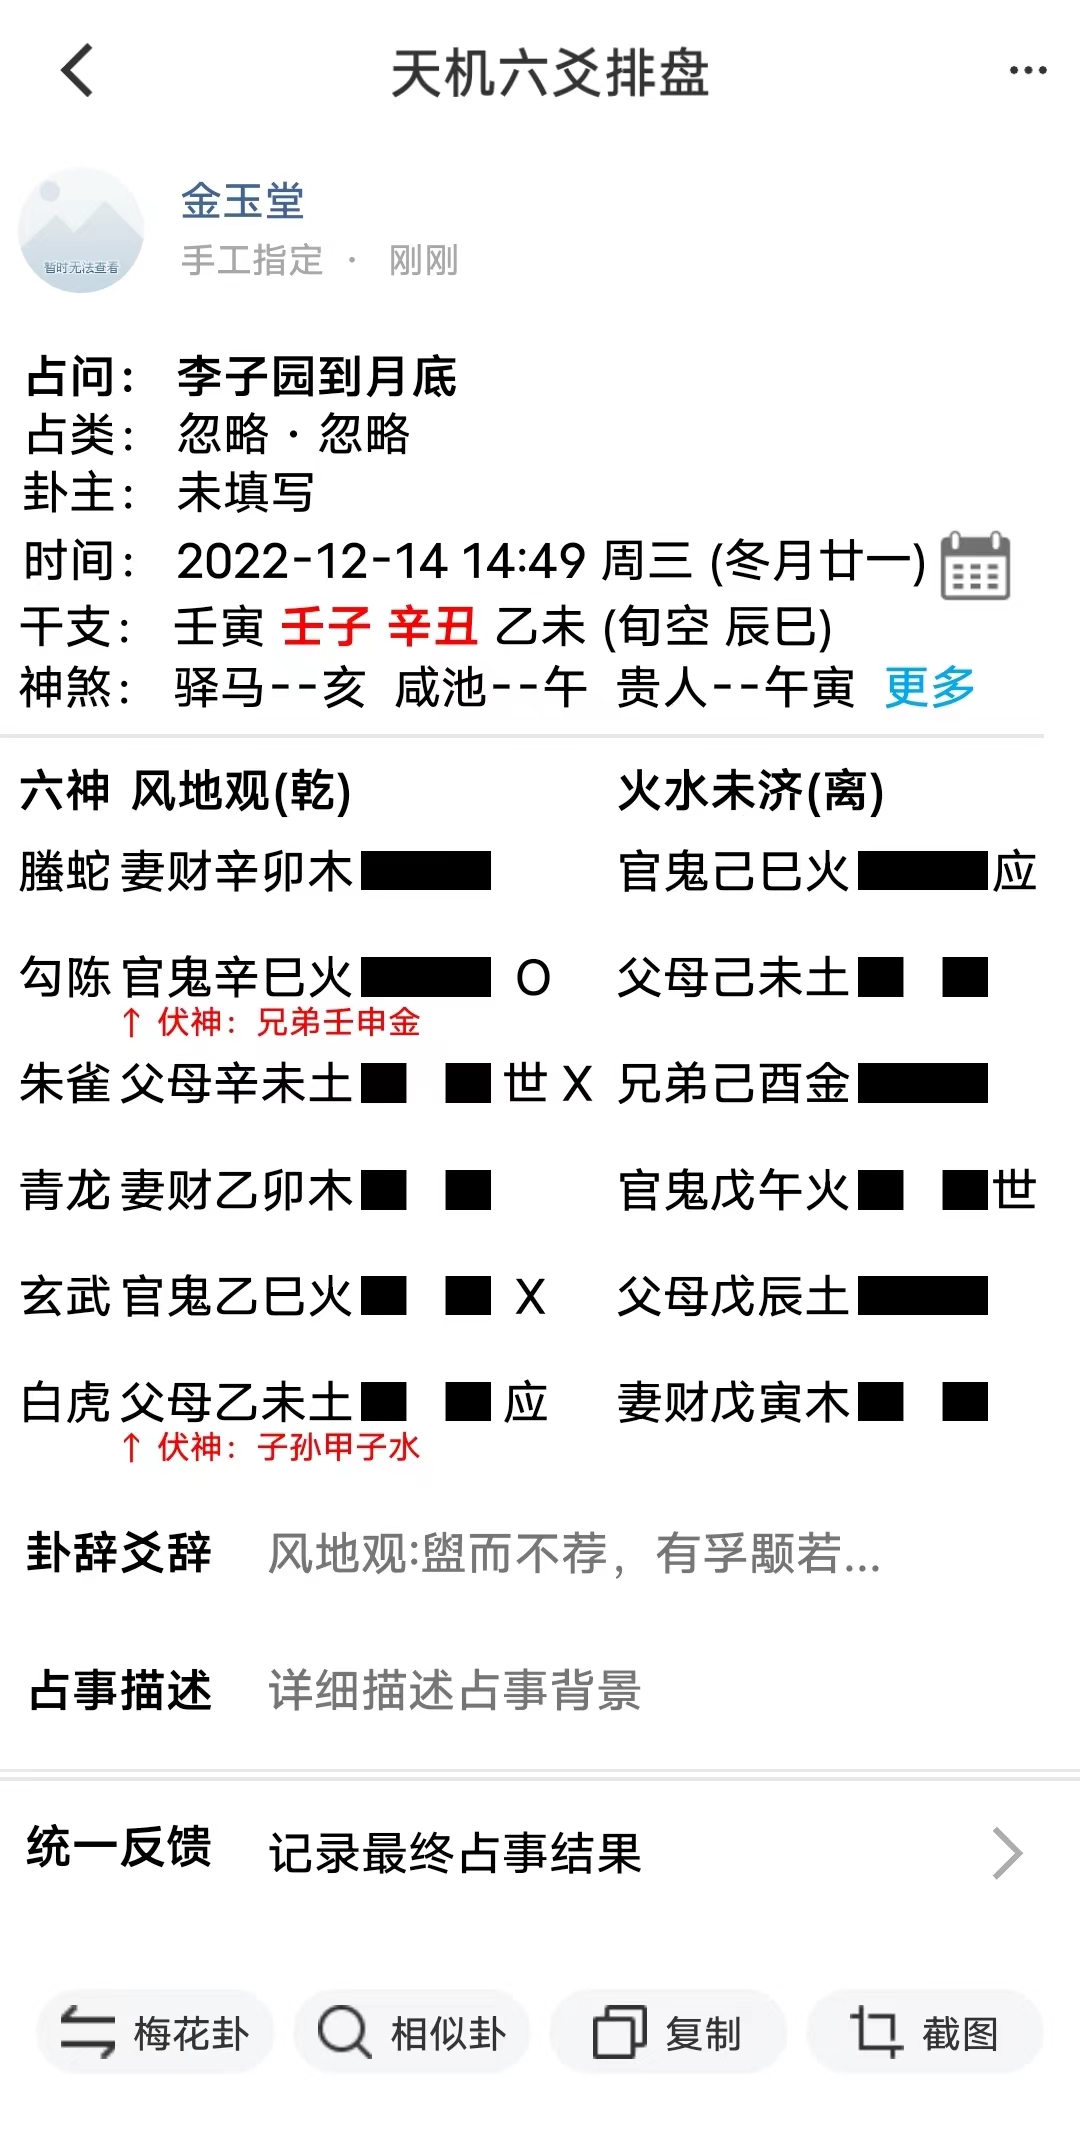 天机六爻排盘
金玉堂
暂时无法查看
手工指定 · 刚刚
占问： 李子园到月底
占类： 忽略 · 忽略
卦主： 未填写
时间： 2022-12-14 14:49 周三 (冬月廿一)
干支： 壬寅 壬子 辛丑 乙未 (旬空 辰巳)
神煞： 驿马--亥 咸池--午 贵人--午寅 更多
六神 风地观(乾) 火水未济(离)
螣蛇 妻财辛卯木 官鬼己巳火 应
勾陈 官鬼辛巳火 O 父母己未土
↑ 伏神：兄弟壬申金
朱雀 父母辛未土 世 X 兄弟己酉金
青龙 妻财乙卯木 官鬼戊午火 世
玄武 官鬼乙巳火 X 父母戊辰土
白虎 父母乙未土 应 妻财戊寅木
↑ 伏神：子孙甲子水
卦辞爻辞 风地观:盥而不荐，有孚颙若...
占事描述 详细描述占事背景
统一反馈 记录最终占事结果
梅花卦 相似卦 复制 截图